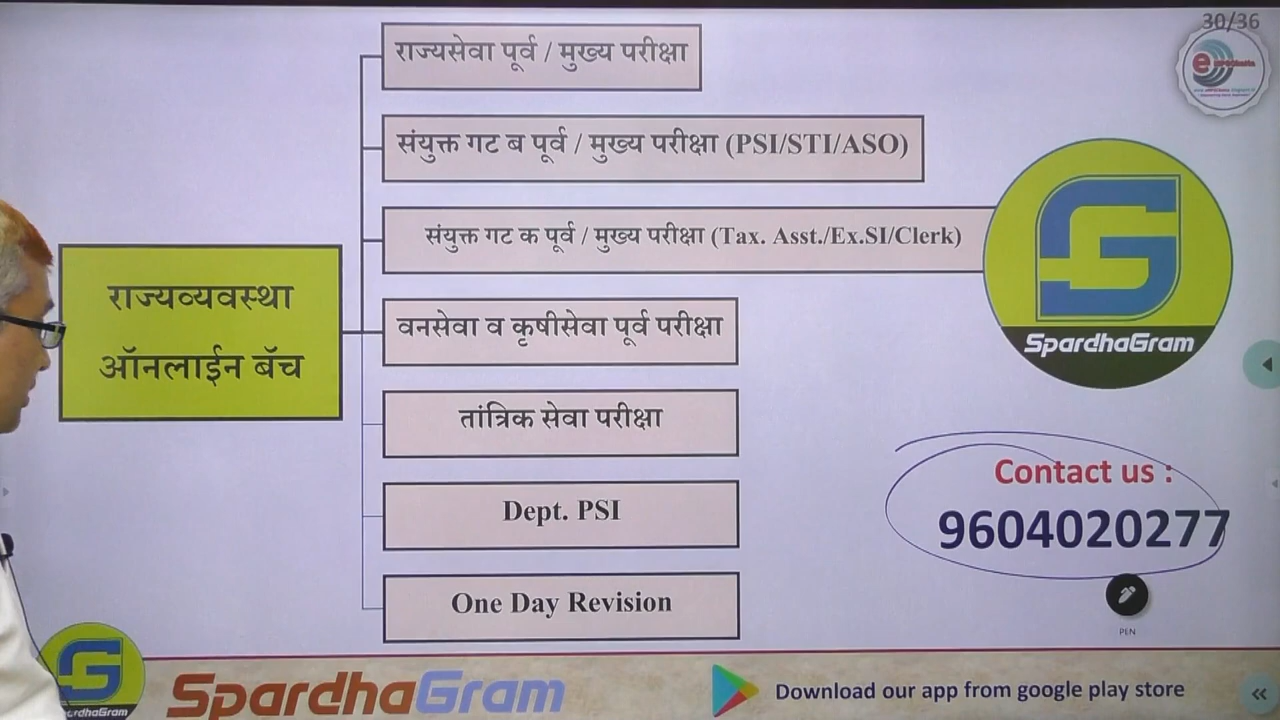 30/36
राज्यसेवा पूर्व / मुख्य परीक्षा
संयुक्त गट ब पूर्व / मुख्य परीक्षा (PSI/STI/ASO)
संयुक्त गट क पूर्व / मुख्य परीक्षा (Tax. Asst./Ex.SI/Clerk)
राज्यव्यवस्था
ऑनलाईन बॅच
वनसेवा व कृषीसेवा पूर्व परीक्षा
तांत्रिक सेवा परीक्षा
Dept. PSI
One Day Revision
SpardhaGram
Contact us :
9604020277
PEN
SpardhaGram
Download our app from google play store